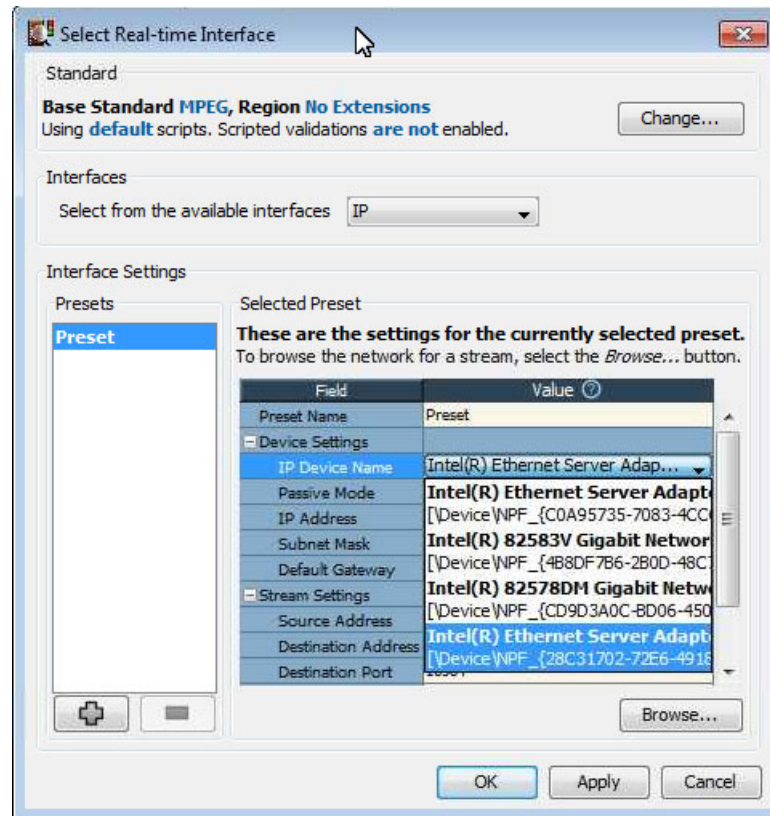 Select Real-time Interface
Standard
Base Standard MPEG, Region No Extensions
Using default scripts. Scripted validations are not enabled.
Change...
Interfaces
Select from the available interfaces IP
Interface Settings
Presets
Preset
Selected Preset
These are the settings for the currently selected preset.
To browse the network for a stream, select the Browse... button.
Field Value
Preset Name Preset
Device Settings
IP Device Name Intel(R) Ethernet Server Adap...
Passive Mode Intel(R) Ethernet Server Adapt
IP Address [\Device\NPF_{C0A95735-7083-4CC
Subnet Mask Intel(R) 82583V Gigabit Networ
Default Gateway [\Device\NPF_{4B8DF7B6-2B0D-48C
Stream Settings Intel(R) 82578DM Gigabit Netw
Source Address [\Device\NPF_{CD9D3A0C-BD06-450
Destination Address Intel(R) Ethernet Server Adapt
[\Device\NPF_{28C31702-72E6-4918
Destination Port
Browse...
OK Apply Cancel